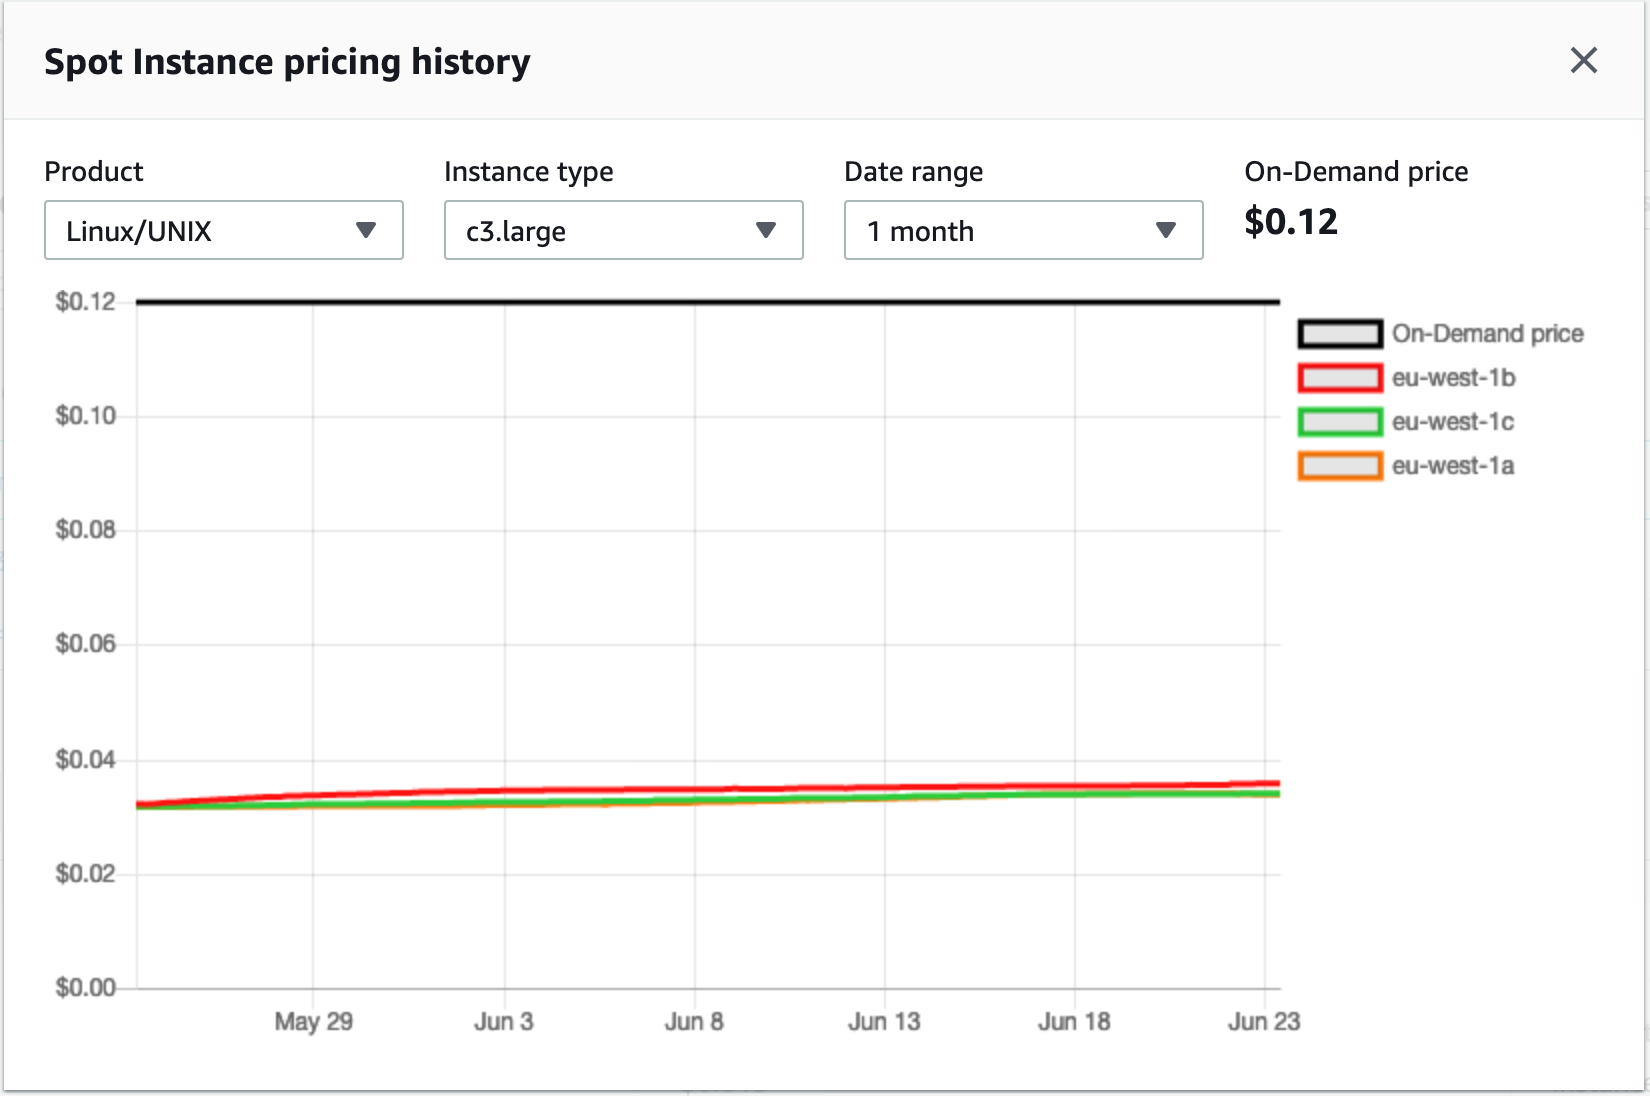 Spot Instance pricing history
Product
Instance type
Date range
On-Demand price
Linux/UNIX
c3.large
1 month
$0.12
$0.12
$0.10
$0.08
$0.06
$0.04
$0.02
$0.00
May 29
Jun 3
Jun 8
Jun 13
Jun 18
Jun 23
On-Demand price
eu-west-1b
eu-west-1c
eu-west-1a